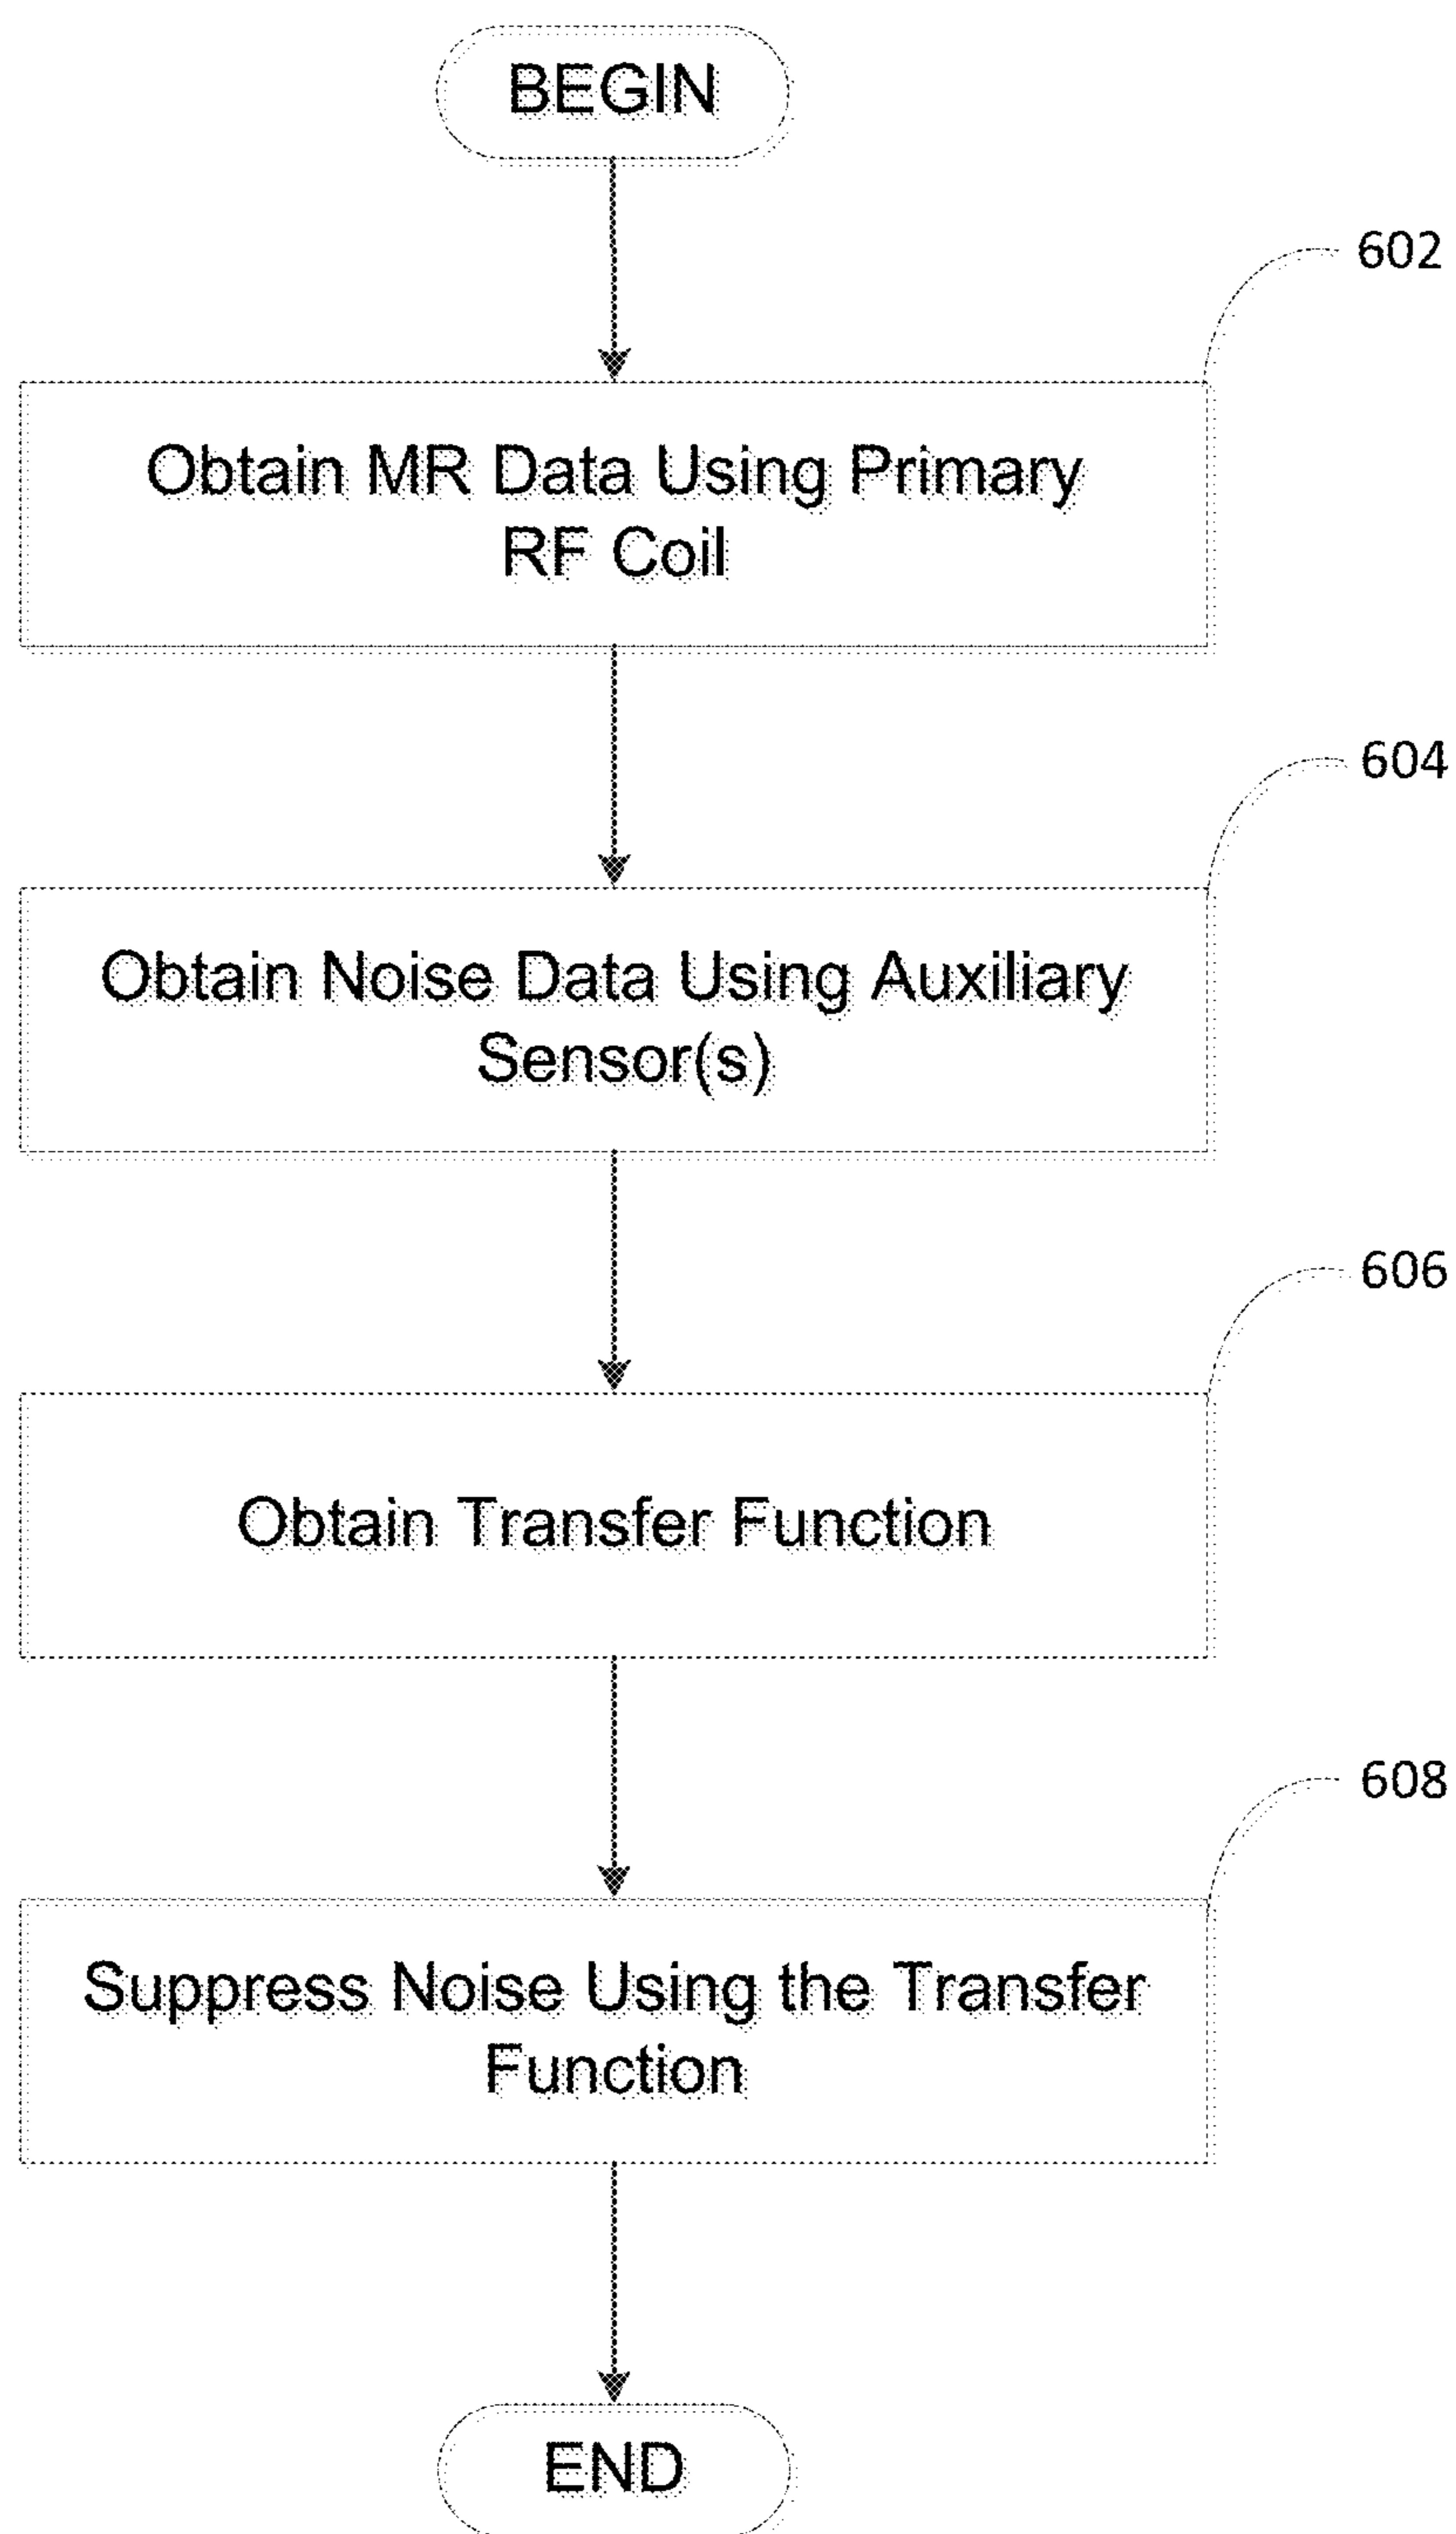 BEGIN
602
Obtain MR Data Using Primary
RF Coil
604
Obtain Noise Data Using Auxiliary
Sensor(s)
606
Obtain Transfer Function
608
Suppress Noise Using the Transfer
Function
END